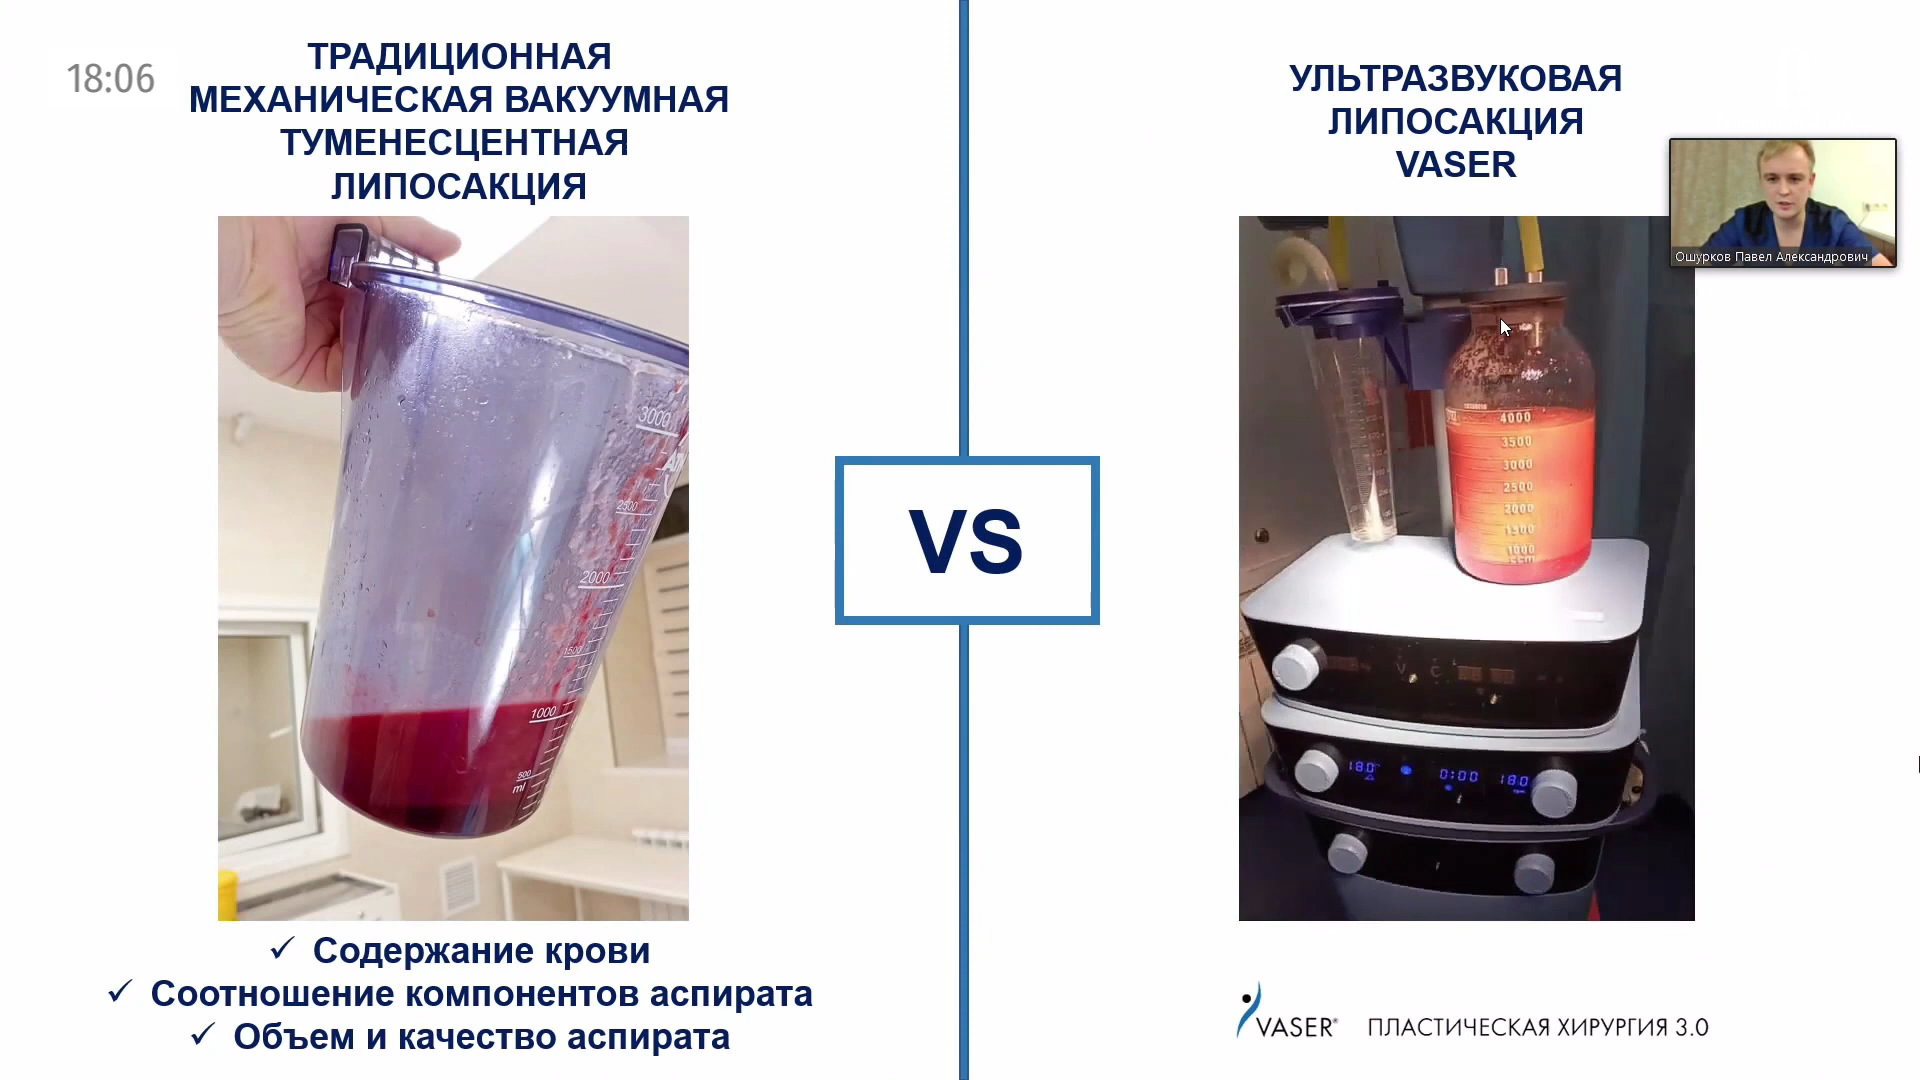 18:06
ТРАДИЦИОННАЯ
МЕХАНИЧЕСКАЯ ВАКУУМНАЯ
ТУМЕНЕСЦЕНТНАЯ
ЛИПОСАКЦИЯ
3000
2500
2000
1500
1000
500
ml
✓ Содержание крови
✓ Соотношение компонентов аспирата
✓ Объем и качество аспирата
VS
УЛЬТРАЗВУКОВАЯ
ЛИПОСАКЦИЯ
VASER
Ошурков Павел Александрович
4000
3500
3000
2500
2000
1500
1000
180 0:00 180
VASER® ПЛАСТИЧЕСКАЯ ХИРУРГИЯ 3.0